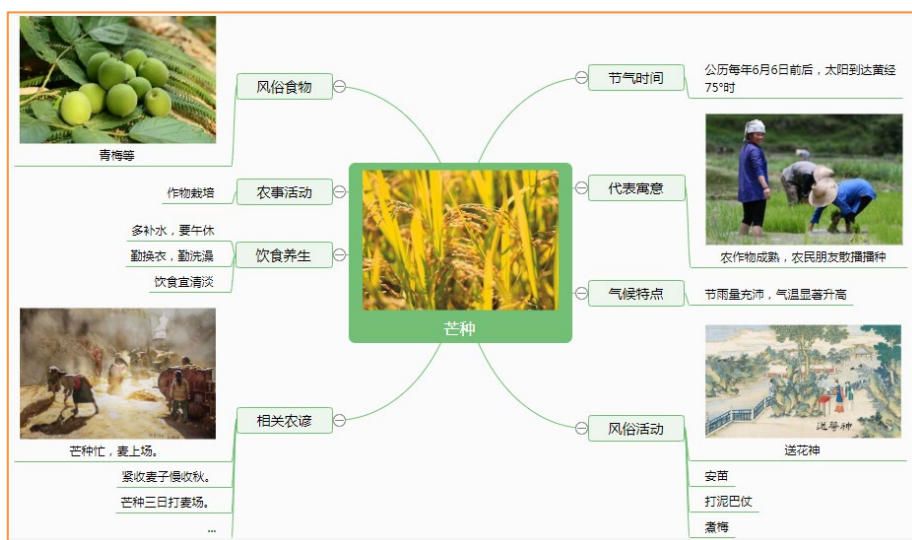 芒种
节气时间
公历每年6月6日前后，太阳到达黄经
75°时
代表寓意
农作物成熟，农民朋友散播播种
气候特点
节雨量充沛，气温显著升高
风俗活动
送花神
送花神
安苗
打泥巴仗
煮梅
风俗食物
青梅等
农事活动
作物栽培
饮食养生
多补水，要午休
勤换衣，勤洗澡
饮食宜清淡
相关农谚
芒种忙，麦上场。
紧收麦子慢收秋。
芒种三日打麦场。
...